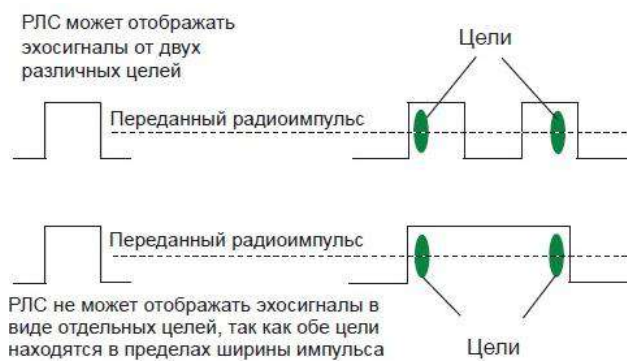 РЛС может отображать
эхосигналы от двух
различных целей
Цели
Переданный радиоимпульс
Переданный радиоимпульс
РЛС не может отображать эхосигналы в
виде отдельных целей, так как обе цели
находятся в пределах ширины импульса
Цели